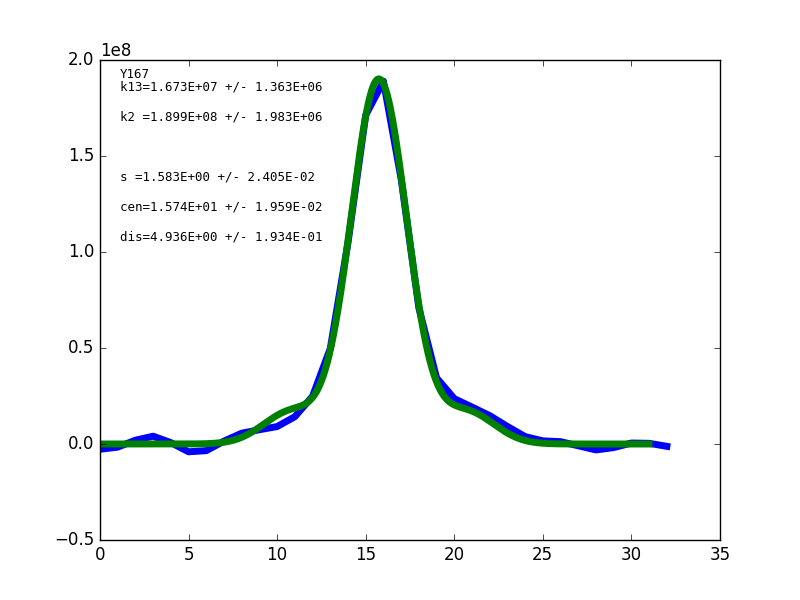 1e8
2.0
Y167
k13=1.673E+07 +/- 1.363E+06
k2 =1.899E+08 +/- 1.983E+06
1.5
s =1.583E+00 +/- 2.405E-02
cen=1.574E+01 +/- 1.959E-02
dis=4.936E+00 +/- 1.934E-01
1.0
0.5
0.0
−0.5
0 5 10 15 20 25 30 35